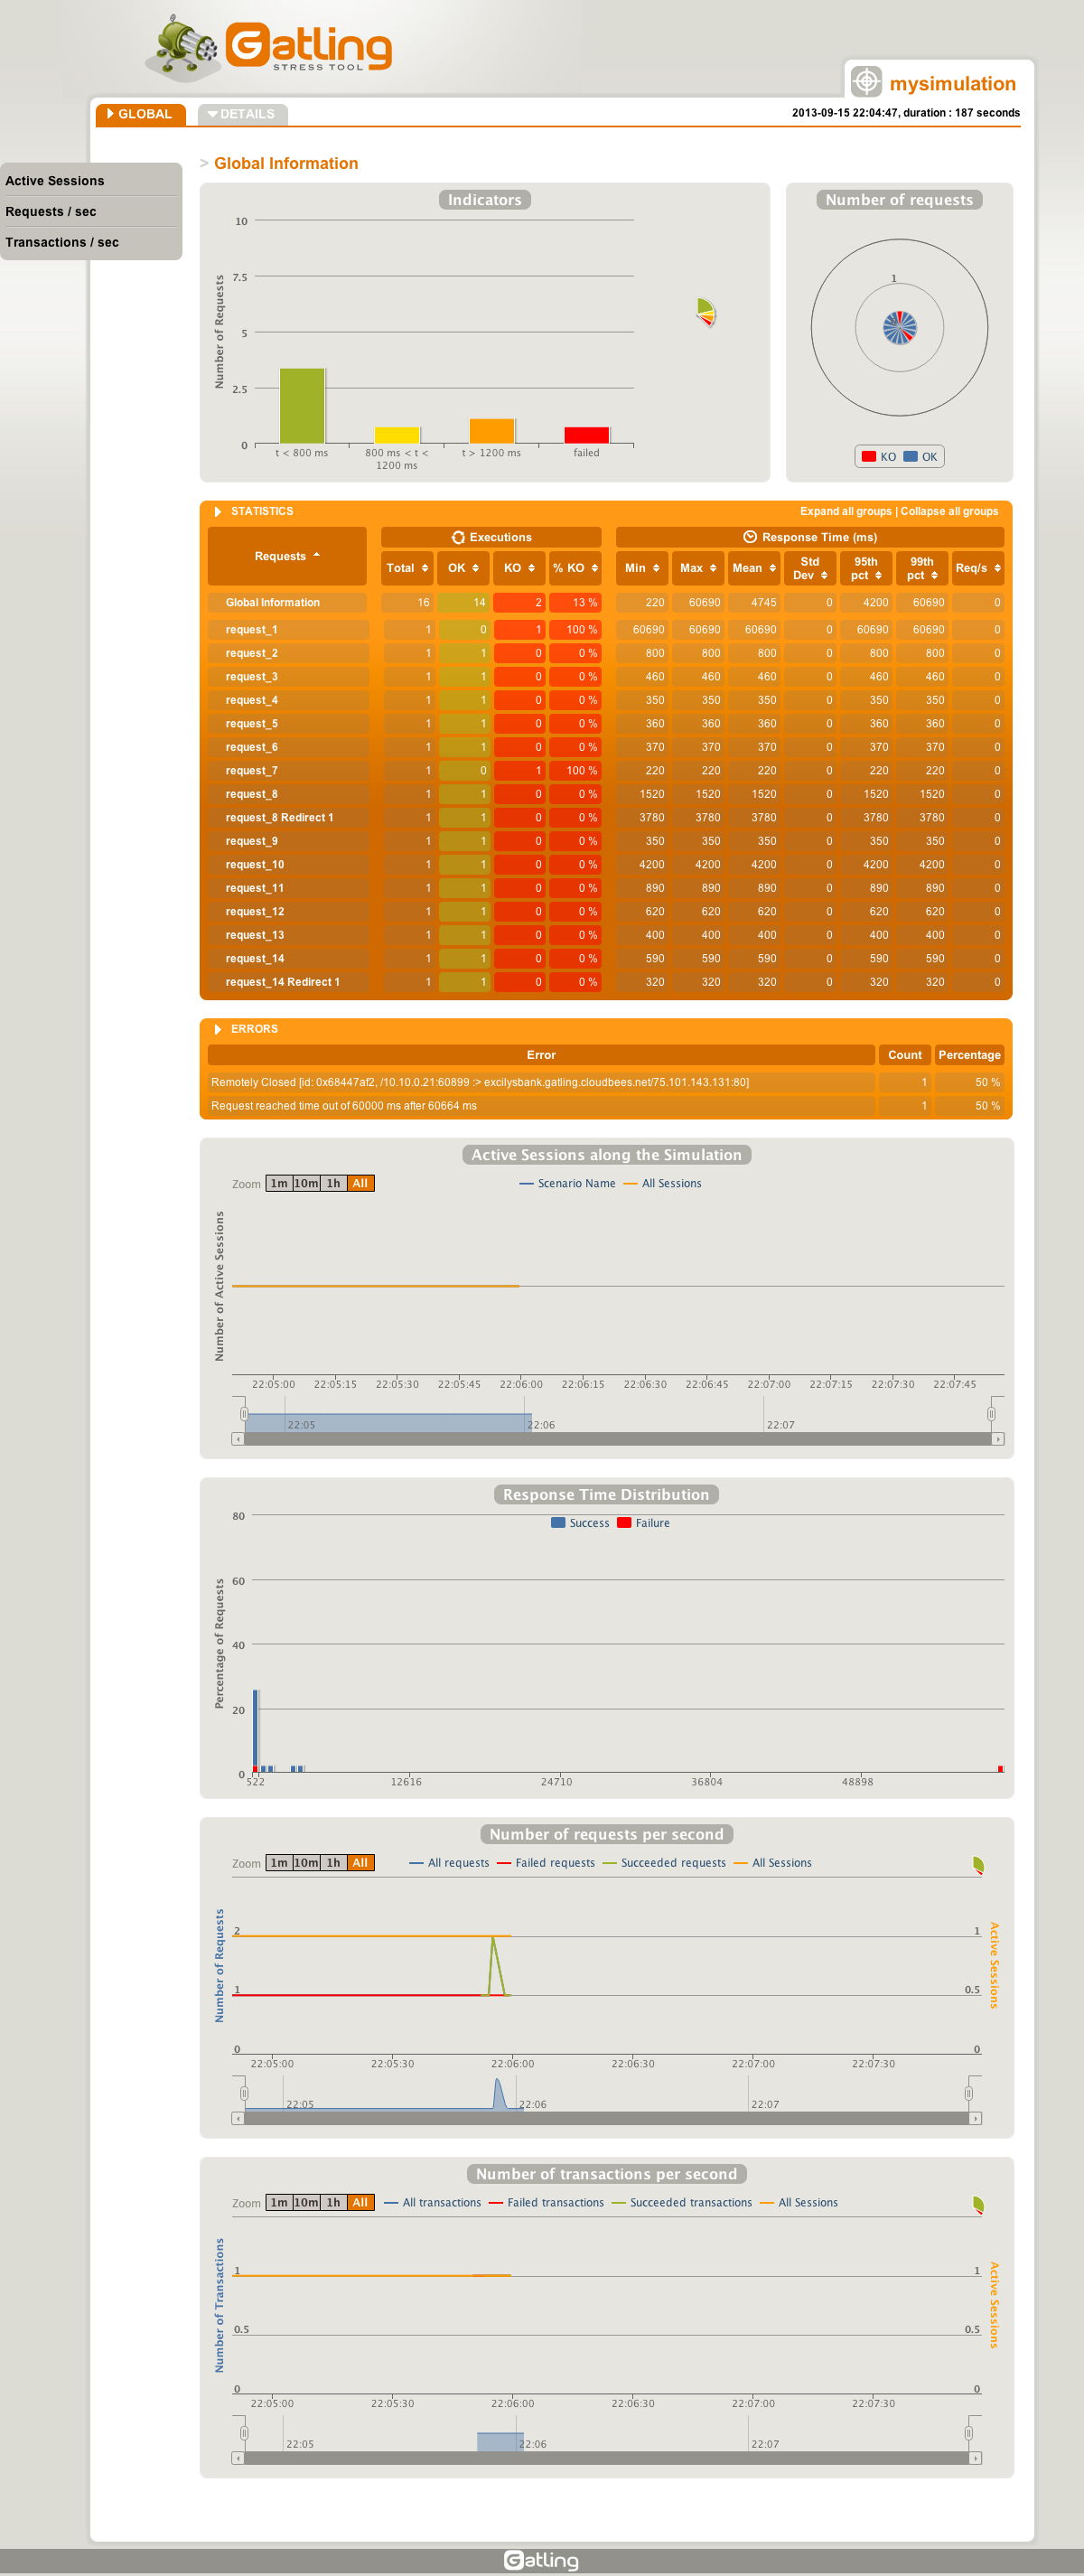 Gatling
STRESS TOOL
mysimulation
GLOBAL DETAILS 2013-09-15 22:04:47, duration : 187 seconds
Active Sessions
Requests / sec
Transactions / sec
> Global Information
Indicators
Number of Requests
10
7.5
5
2.5
0
t < 800 ms 800 ms < t < 1200 ms t > 1200 ms failed
Number of requests
1
KO OK
STATISTICS Expand all groups | Collapse all groups
Requests Executions Response Time (ms)
Total OK KO % KO Min Max Mean Std Dev 95th pct 99th pct Req/s
Global Information 16 14 2 13 % 220 60690 4745 0 4200 60690 0
request_1 1 0 1 100 % 60690 60690 60690 0 60690 60690 0
request_2 1 1 0 0 % 800 800 800 0 800 800 0
request_3 1 1 0 0 % 460 460 460 0 460 460 0
request_4 1 1 0 0 % 350 350 350 0 350 350 0
request_5 1 1 0 0 % 360 360 360 0 360 360 0
request_6 1 1 0 0 % 370 370 370 0 370 370 0
request_7 1 0 1 100 % 220 220 220 0 220 220 0
request_8 1 1 0 0 % 1520 1520 1520 0 1520 1520 0
request_8 Redirect 1 1 1 0 0 % 3780 3780 3780 0 3780 3780 0
request_9 1 1 0 0 % 350 350 350 0 350 350 0
request_10 1 1 0 0 % 4200 4200 4200 0 4200 4200 0
request_11 1 1 0 0 % 890 890 890 0 890 890 0
request_12 1 1 0 0 % 620 620 620 0 620 620 0
request_13 1 1 0 0 % 400 400 400 0 400 400 0
request_14 1 1 0 0 % 590 590 590 0 590 590 0
request_14 Redirect 1 1 1 0 0 % 320 320 320 0 320 320 0
ERRORS
Error Count Percentage
Remotely Closed [id: 0x68447af2, /10.10.0.21:60899 :> excilysbank.gatling.cloudbees.net/75.101.143.131:80] 1 50 %
Request reached time out of 60000 ms after 60664 ms 1 50 %
Active Sessions along the Simulation
Zoom 1m 10m 1h All Scenario Name All Sessions
Number of Active Sessions
22:05:00 22:05:15 22:05:30 22:05:45 22:06:00 22:06:15 22:06:30 22:06:45 22:07:00 22:07:15 22:07:30 22:07:45
22:05 22:06 22:07
Response Time Distribution
Success Failure
Percentage of Requests
80
60
40
20
0
522 12616 24710 36804 48898
Number of requests per second
Zoom 1m 10m 1h All All requests Failed requests Succeeded requests All Sessions
Number of Requests
Active Sessions
2 1
1 0.5
0 0
22:05:00 22:05:30 22:06:00 22:06:30 22:07:00 22:07:30
22:05 22:06 22:07
Number of transactions per second
Zoom 1m 10m 1h All All transactions Failed transactions Succeeded transactions All Sessions
Number of Transactions
Active Sessions
1 1
0.5 0.5
0 0
22:05:00 22:05:30 22:06:00 22:06:30 22:07:00 22:07:30
22:05 22:06 22:07
Gatling